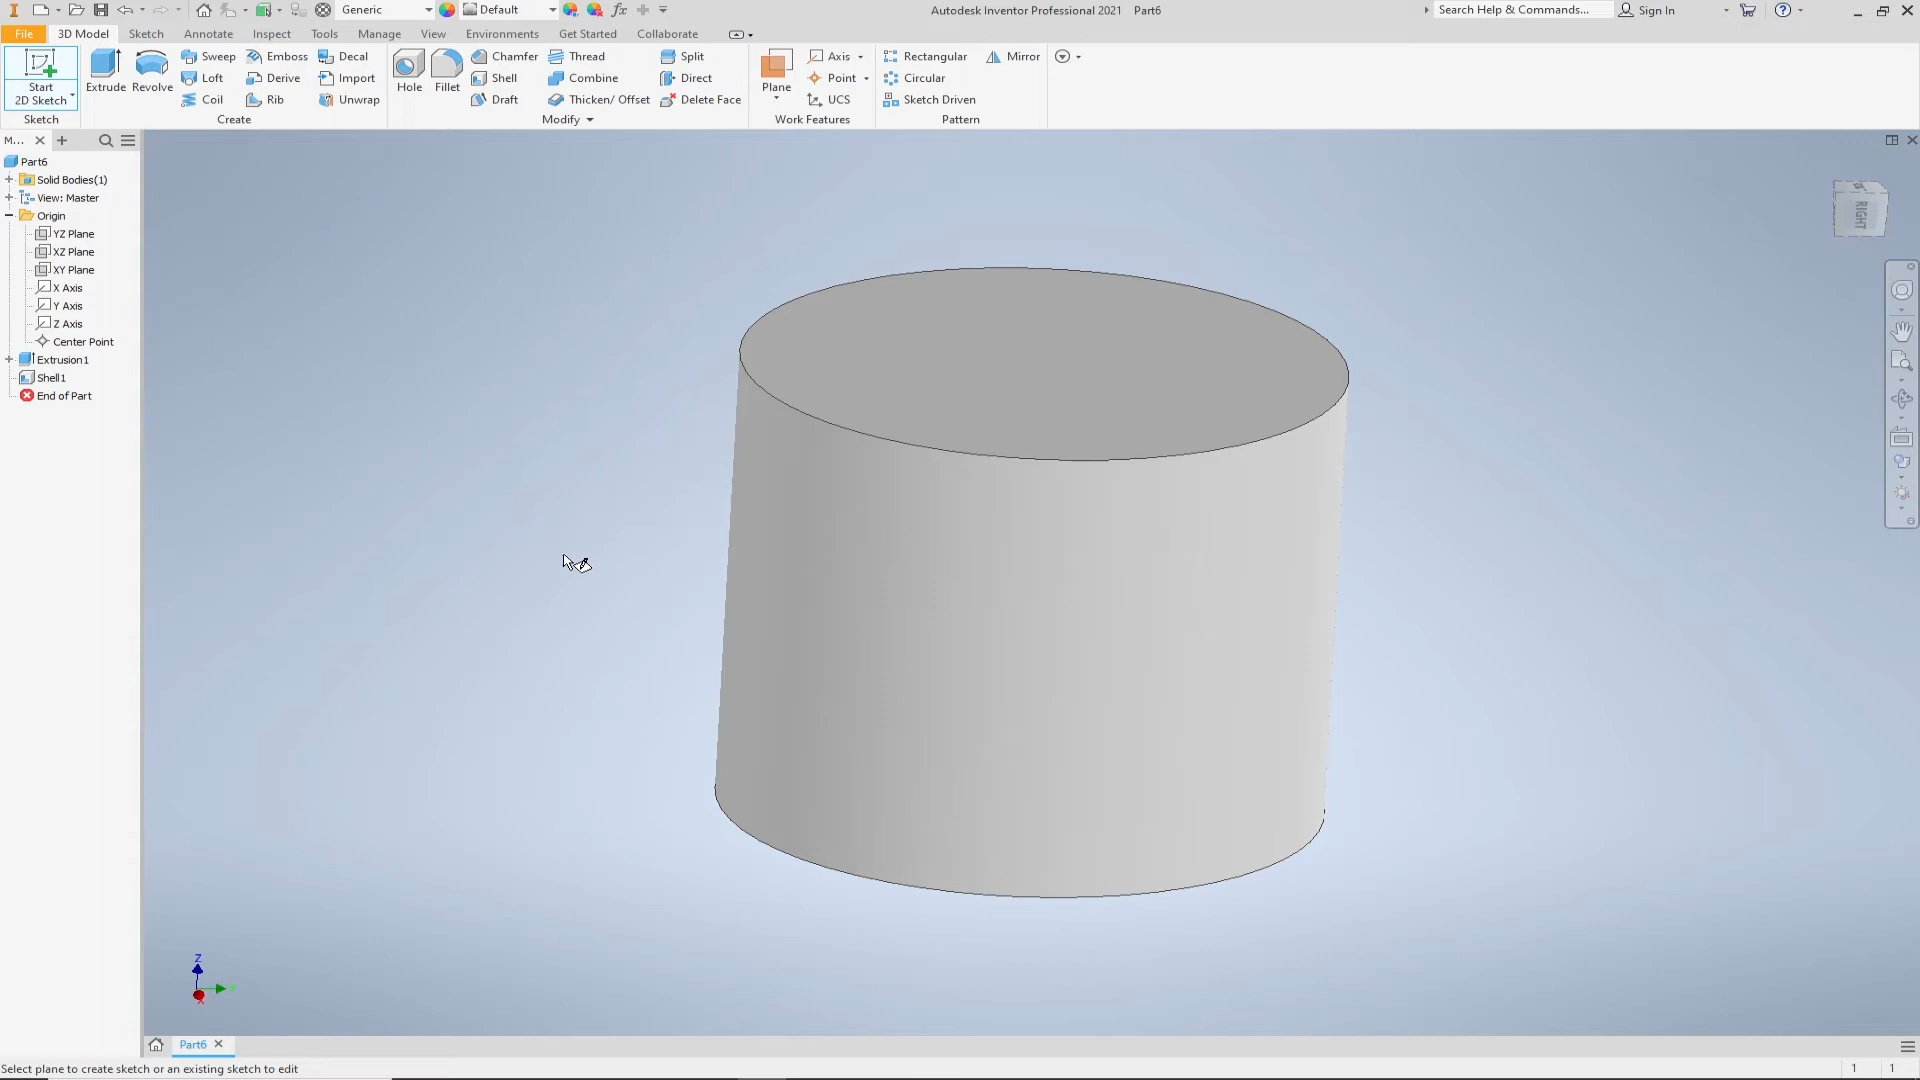 Generic
Default
Autodesk Inventor Professional 2021 Part6
Search Help & Commands...
Sign In
File
3D Model
Sketch
Annotate
Inspect
Tools
Manage
View
Environments
Get Started
Collaborate
Start
2D Sketch
Extrude
Revolve
Sweep
Loft
Coil
Emboss
Derive
Rib
Decal
Import
Unwrap
Hole
Fillet
Chamfer
Shell
Draft
Thread
Combine
Thicken/ Offset
Split
Direct
Delete Face
Plane
Axis
Point
UCS
Rectangular
Circular
Sketch Driven
Mirror
Sketch
Create
Modify
Work Features
Pattern
M...
Part6
Solid Bodies(1)
View: Master
Origin
YZ Plane
XZ Plane
XY Plane
X Axis
Y Axis
Z Axis
Center Point
Extrusion1
Shell1
End of Part
RIGHT
Z
X
Part6
Select plane to create sketch or an existing sketch to edit
1 1